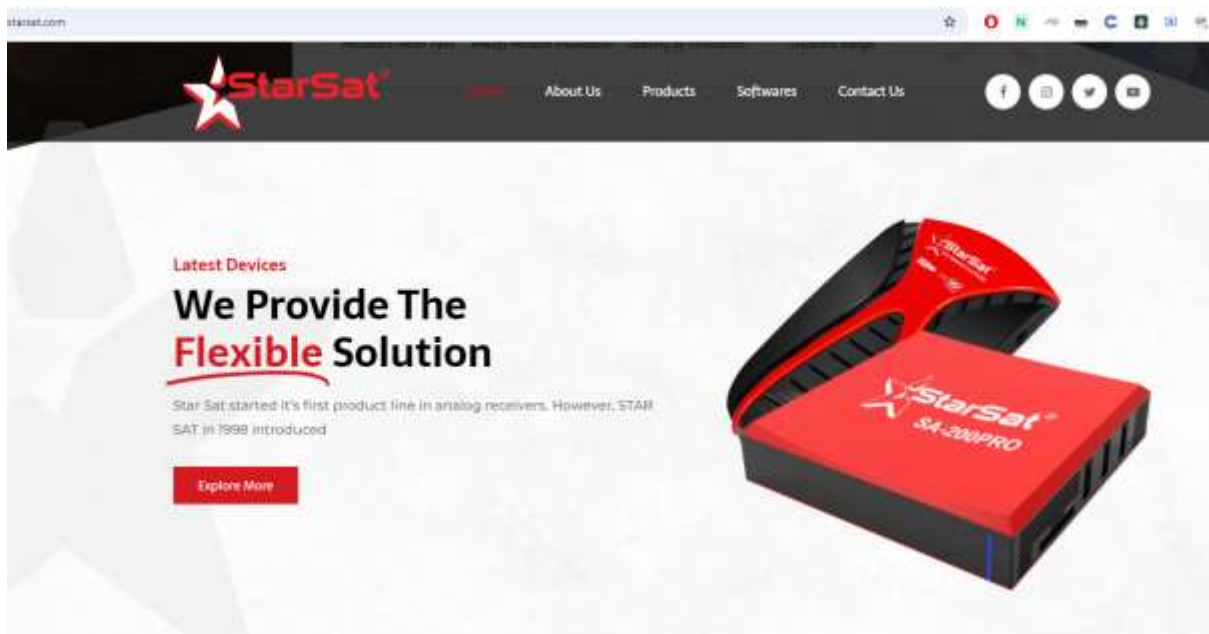 starsat.com
StarSat
Home
About Us
Products
Softwares
Contact Us
Latest Devices
We Provide The
Flexible Solution
Star Sat started it's first product line in analog receivers. However, STAR
SAT in 1998 introduced
Explore More
StarSat
StarSat
SA-200PRO